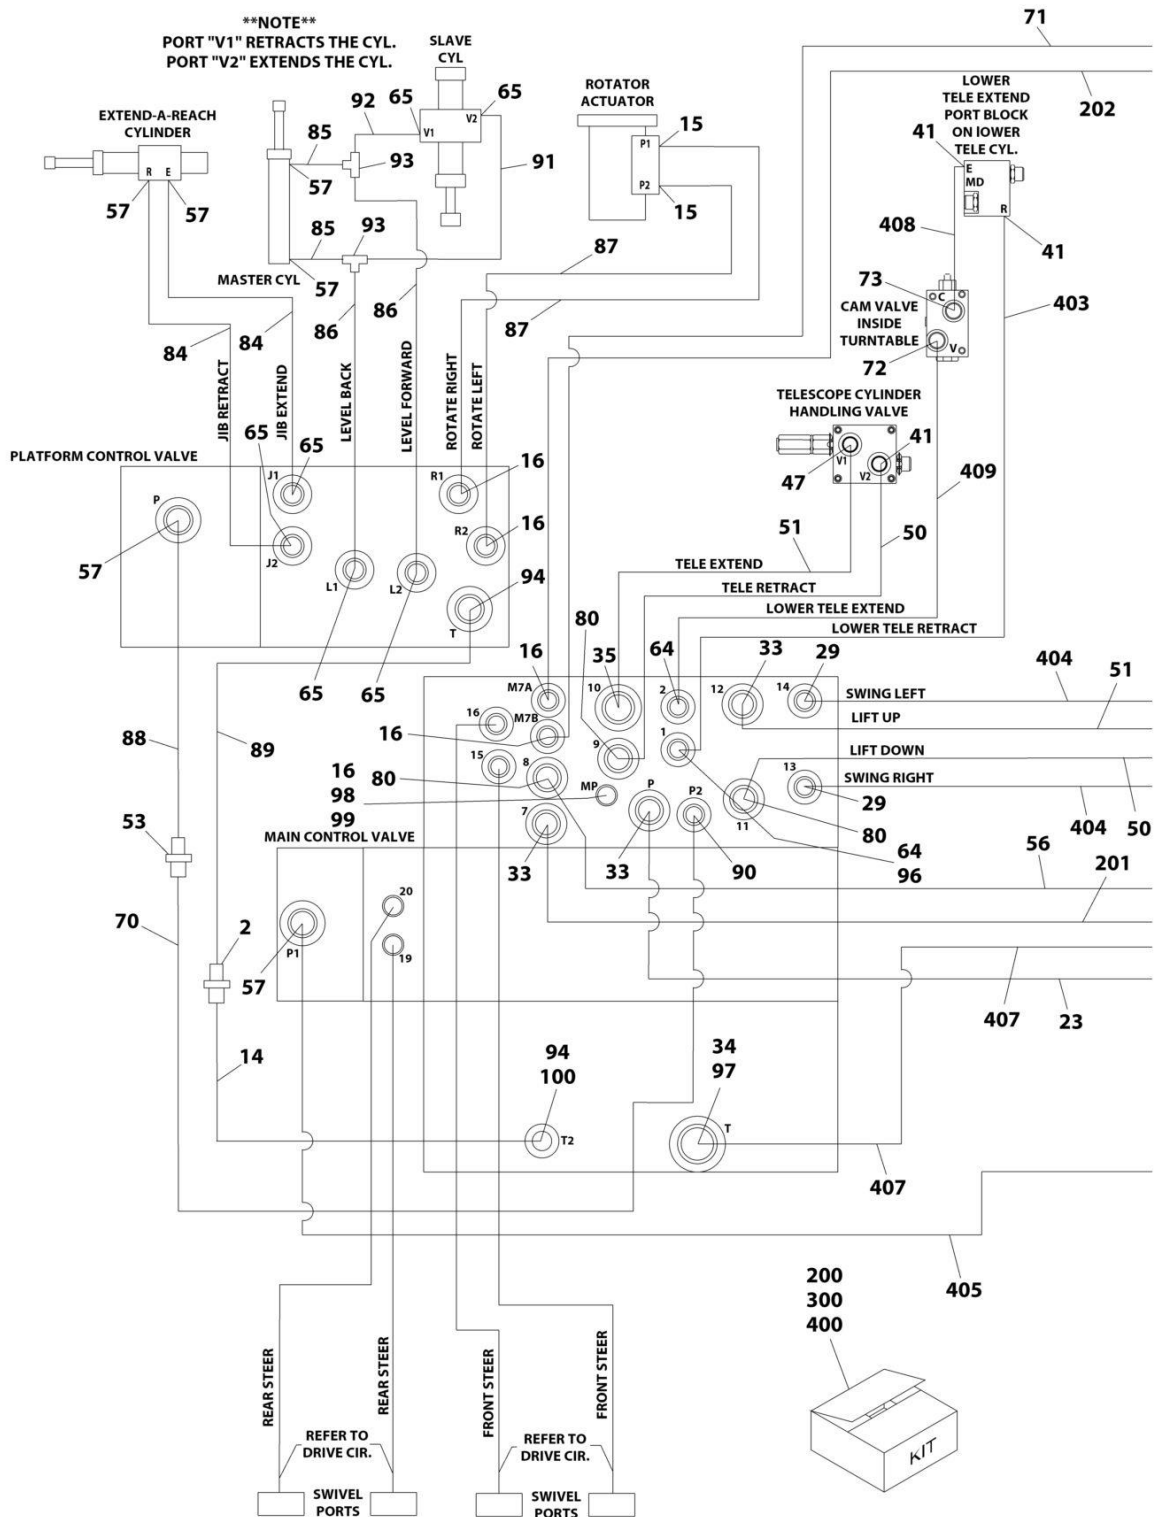 **NOTE**
PORT "V1" RETRACTS THE CYL.
PORT "V2" EXTENDS THE CYL.
SLAVE
CYL
71
202
LOWER
TELE EXTEND
PORT BLOCK
ON lOWER
TELE CYL.
ROTATOR
ACTUATOR
EXTEND-A-REACH
CYLINDER
92
65
65
V2
V1
15
P1
P2
15
85
93
91
57
41
E
MD
R
41
R E
57
57
85
93
MASTER CYL
57
87
87
408
73
C
403
CAM VALVE
INSIDE
TURNTABLE
V
72
86
86
84
84
JIB RETRACT
JIB EXTEND
LEVEL BACK
LEVEL FORWARD
ROTATE RIGHT
ROTATE LEFT
TELESCOPE CYLINDER
HANDLING VALVE
V1
V2
41
47
409
PLATFORM CONTROL VALVE
65
65
P
J1
J2
R1
16
R2
16
57
L1
L2
T
94
51
50
TELE EXTEND
TELE RETRACT
LOWER TELE EXTEND
LOWER TELE RETRACT
80
65
65
16
35
64
33
29
404
51
M7A
10
2
12
14
SWING LEFT
LIFT UP
88
89
16
M7B
16
9
1
LIFT DOWN
15
8
13
SWING RIGHT
16
98
99
80
MP
P
P2
11
29
404
50
53
MAIN CONTROL VALVE
7
33
33
90
80
64
96
56
201
20
70
2
P1
19
57
407
23
14
94
100
34
97
T2
T
407
405
200
300
400
REAR STEER
REAR STEER
FRONT STEER
FRONT STEER
REFER TO
DRIVE CIR.
REFER TO
DRIVE CIR.
KIT
SWIVEL
PORTS
SWIVEL
PORTS